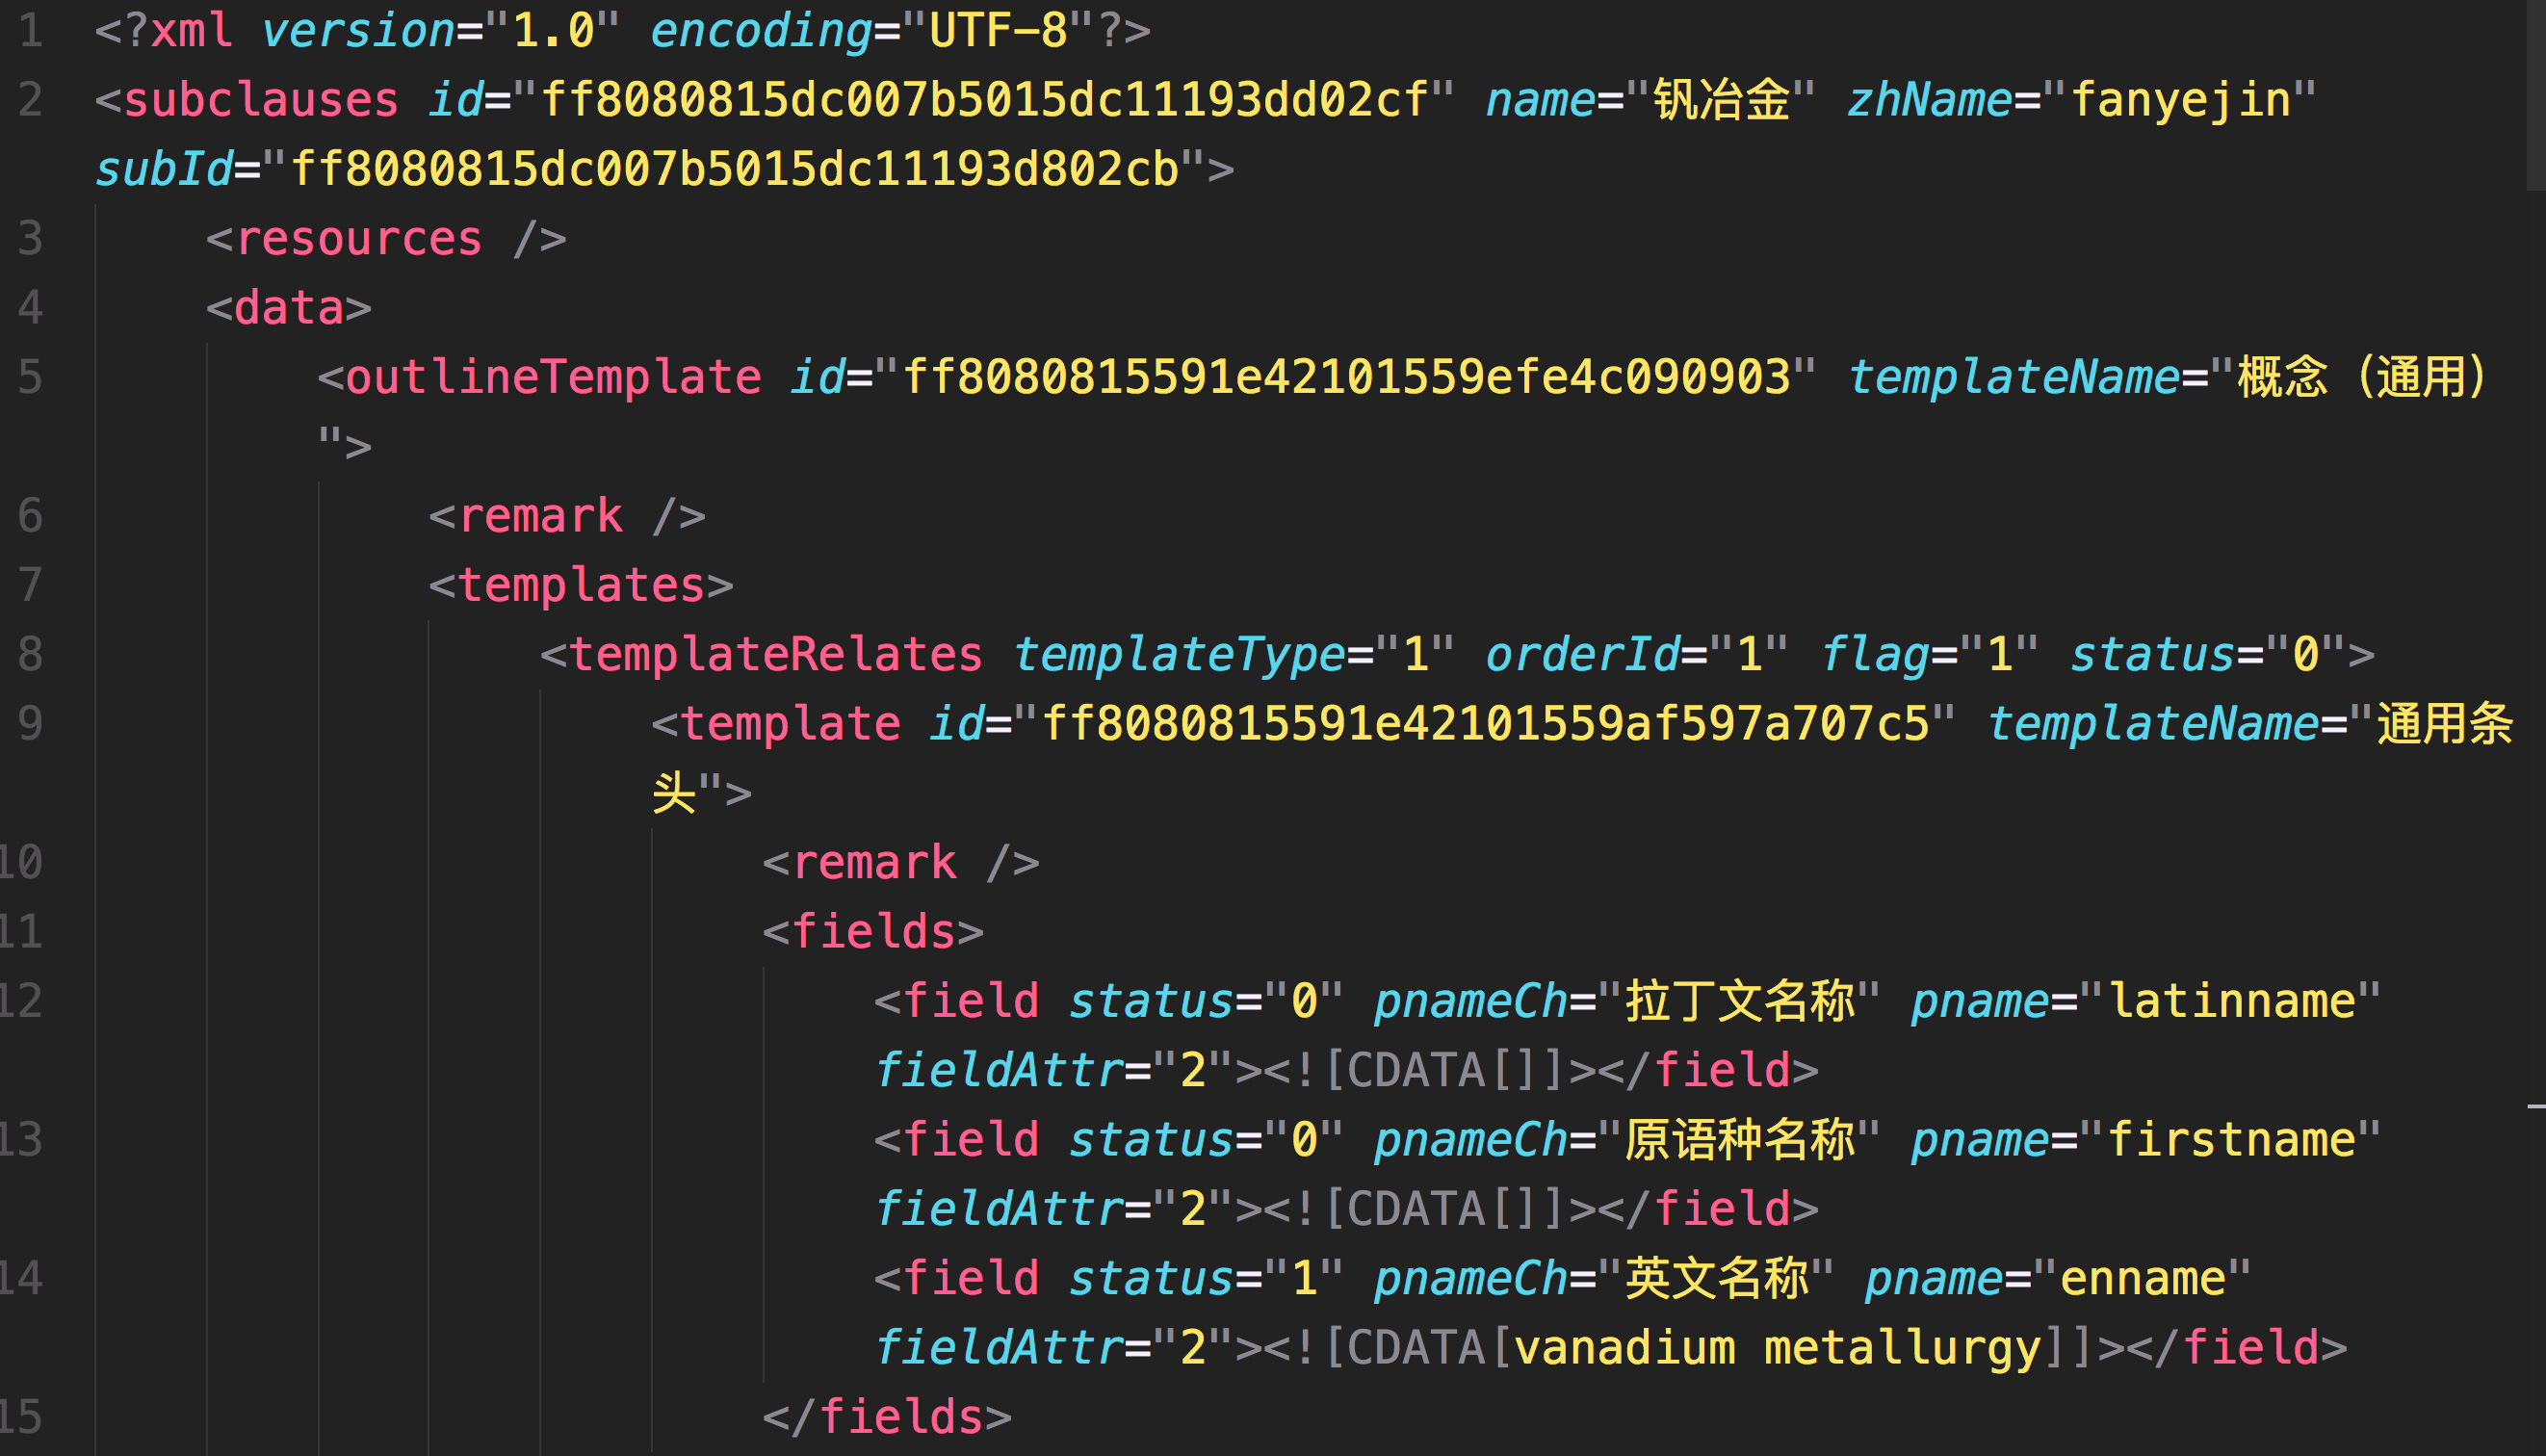 1 <?xml version="1.0" encoding="UTF-8"?>
2 <subclauses id="ff8080815dc007b5015dc11193dd02cf" name="钒冶金" zhName="fanyejin"
subId="ff8080815dc007b5015dc11193d802cb">
3 <resources />
4 <data>
5 <outlineTemplate id="ff8080815591e42101559efe4c090903" templateName="概念（通用）
">
6 <remark />
7 <templates>
8 <templateRelates templateType="1" orderId="1" flag="1" status="0">
9 <template id="ff8080815591e42101559af597a707c5" templateName="通用条
头">
10 <remark />
11 <fields>
12 <field status="0" pnameCh="拉丁文名称" pname="latinname"
fieldAttr="2"><![CDATA[]]></field>
13 <field status="0" pnameCh="原语种名称" pname="firstname"
fieldAttr="2"><![CDATA[]]></field>
14 <field status="1" pnameCh="英文名称" pname="enname"
fieldAttr="2"><![CDATA[vanadium metallurgy]]></field>
15 </fields>